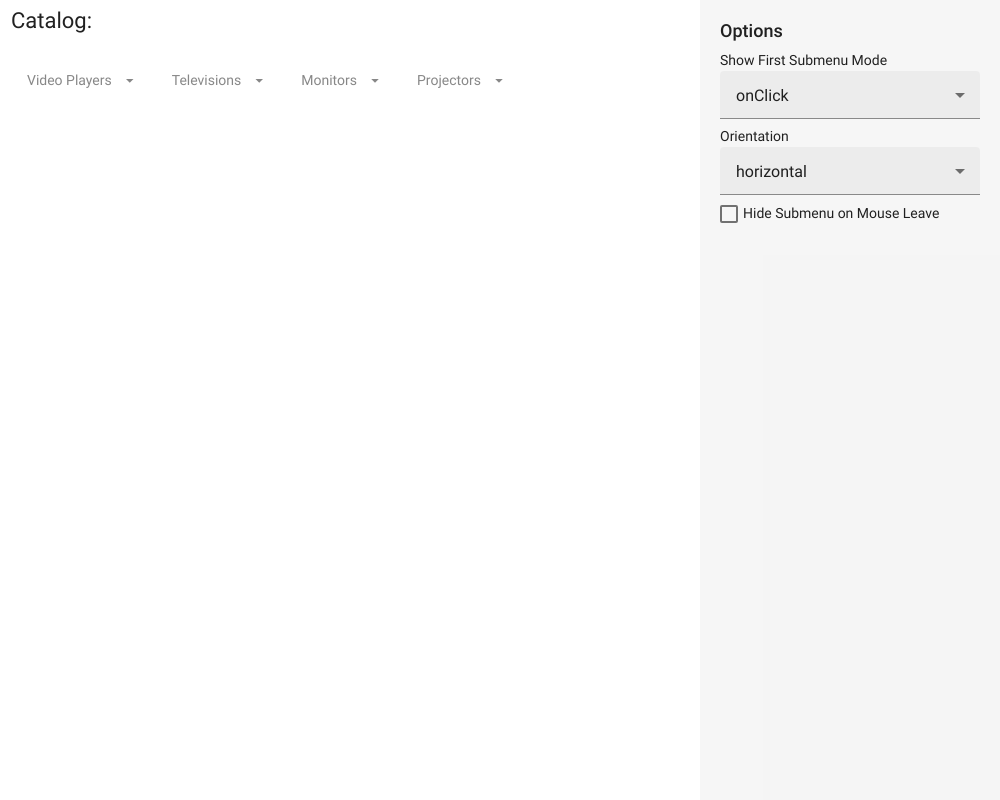 Catalog:
Video Players
Televisions
Monitors
Projectors
Options
Show First Submenu Mode
onClick
Orientation
horizontal
Hide Submenu on Mouse Leave